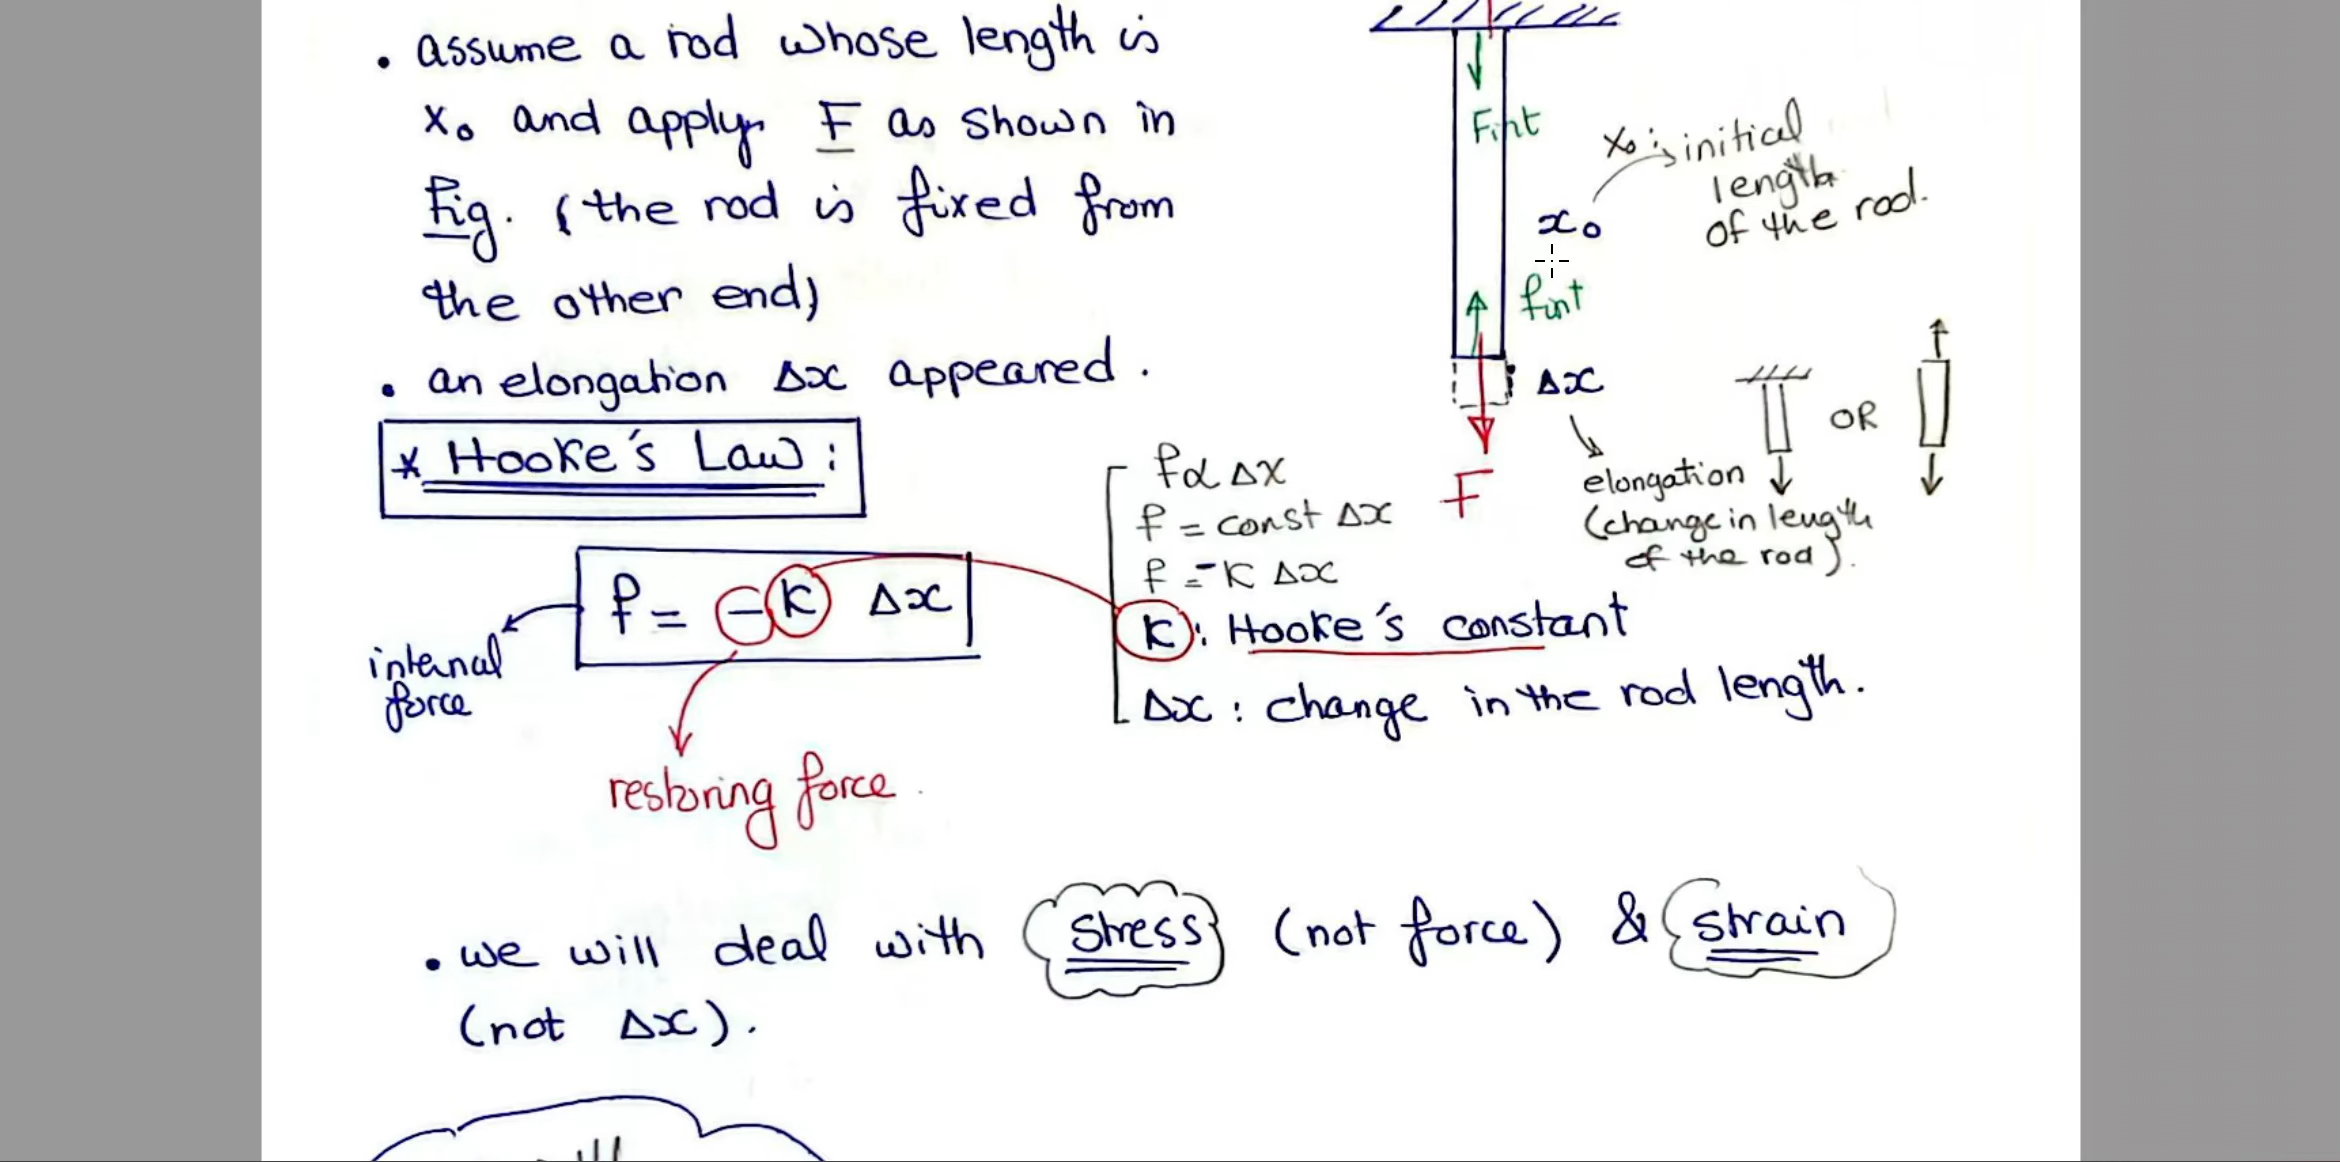 • assume a rod whose length is
x₀ and apply F as shown in
Fig. (the rod is fixed from
the other end)
• an elongation Δx appeared.
* Hooke's Law:
f = - K Δx
internal
force
restoring force.
Fint
x₀
x₀: initial
length
of the rod.
fint
Δx
F
elongation
(change in length
of the rod).
OR
f α Δx
f = const Δx
f = -K Δx
K: Hooke's constant
Δx: change in the rod length.
• we will deal with stress (not force) & strain
(not Δx).